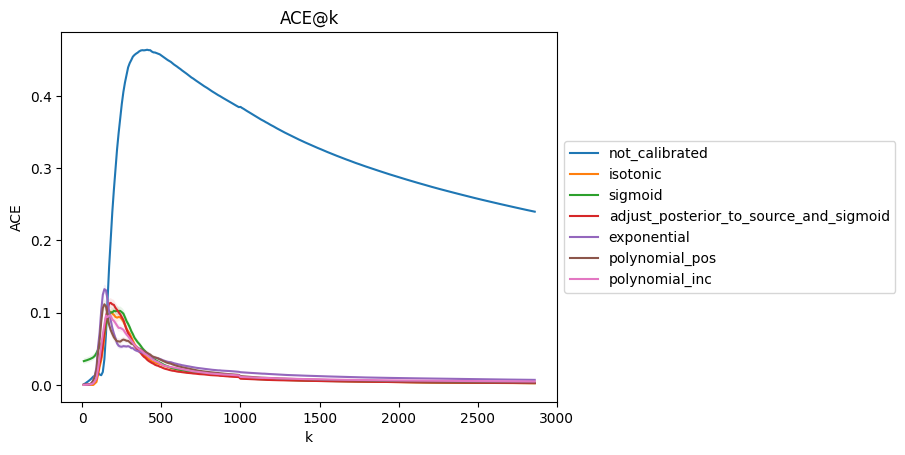 ACE@k
ACE
0.4
0.3
0.2
0.1
0.0
0
500
1000
1500
2000
2500
3000
k
not_calibrated
isotonic
sigmoid
adjust_posterior_to_source_and_sigmoid
exponential
polynomial_pos
polynomial_inc